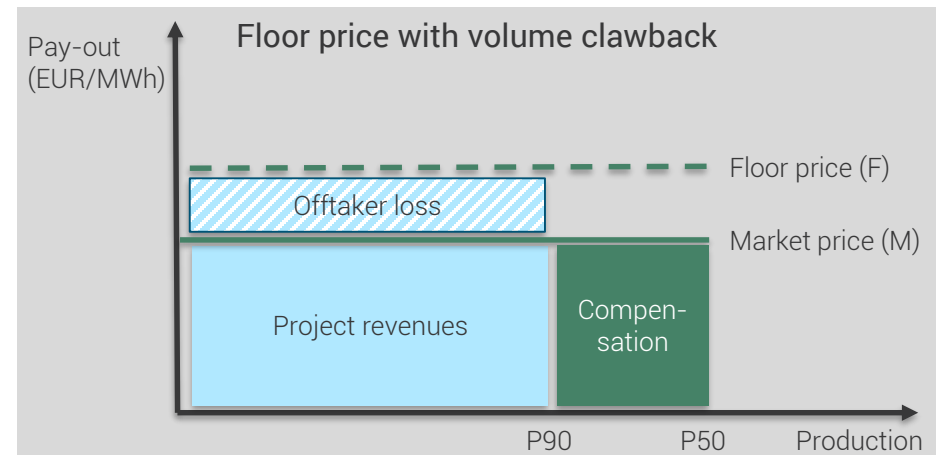 Floor price with volume clawback
Pay-out
(EUR/MWh)
Floor price (F)
Offtaker loss
Market price (M)
Project revenues
Compen-
sation
P90
P50
Production